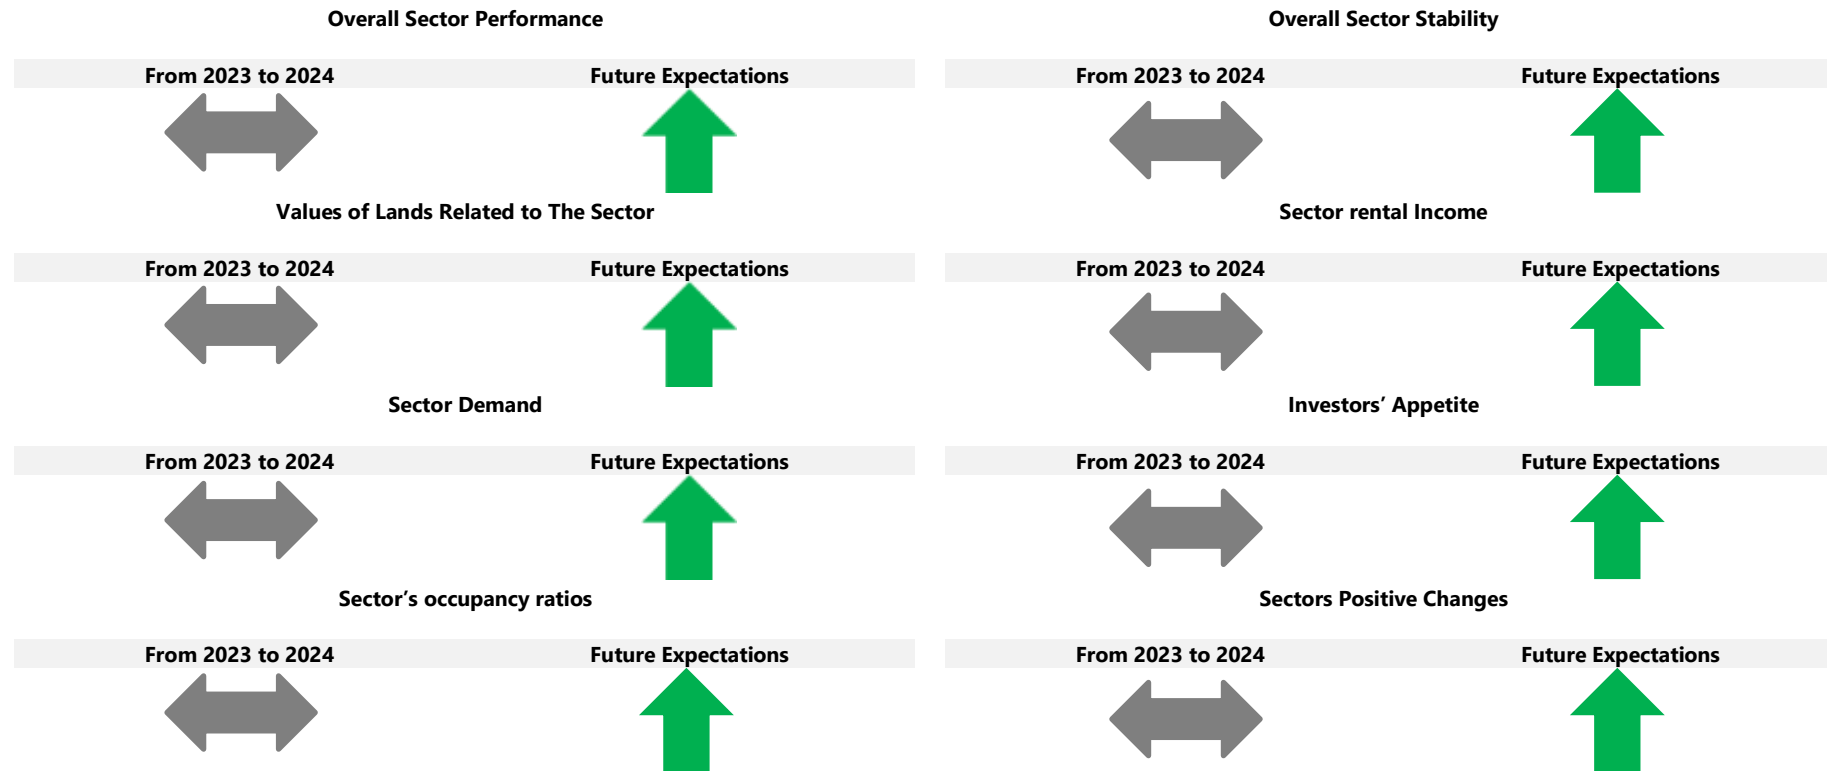 Overall Sector Performance
Overall Sector Stability
From 2023 to 2024
Future Expectations
From 2023 to 2024
Future Expectations
Values of Lands Related to The Sector
Sector rental Income
From 2023 to 2024
Future Expectations
From 2023 to 2024
Future Expectations
Sector Demand
Investors’ Appetite
From 2023 to 2024
Future Expectations
From 2023 to 2024
Future Expectations
Sector’s occupancy ratios
Sectors Positive Changes
From 2023 to 2024
Future Expectations
From 2023 to 2024
Future Expectations